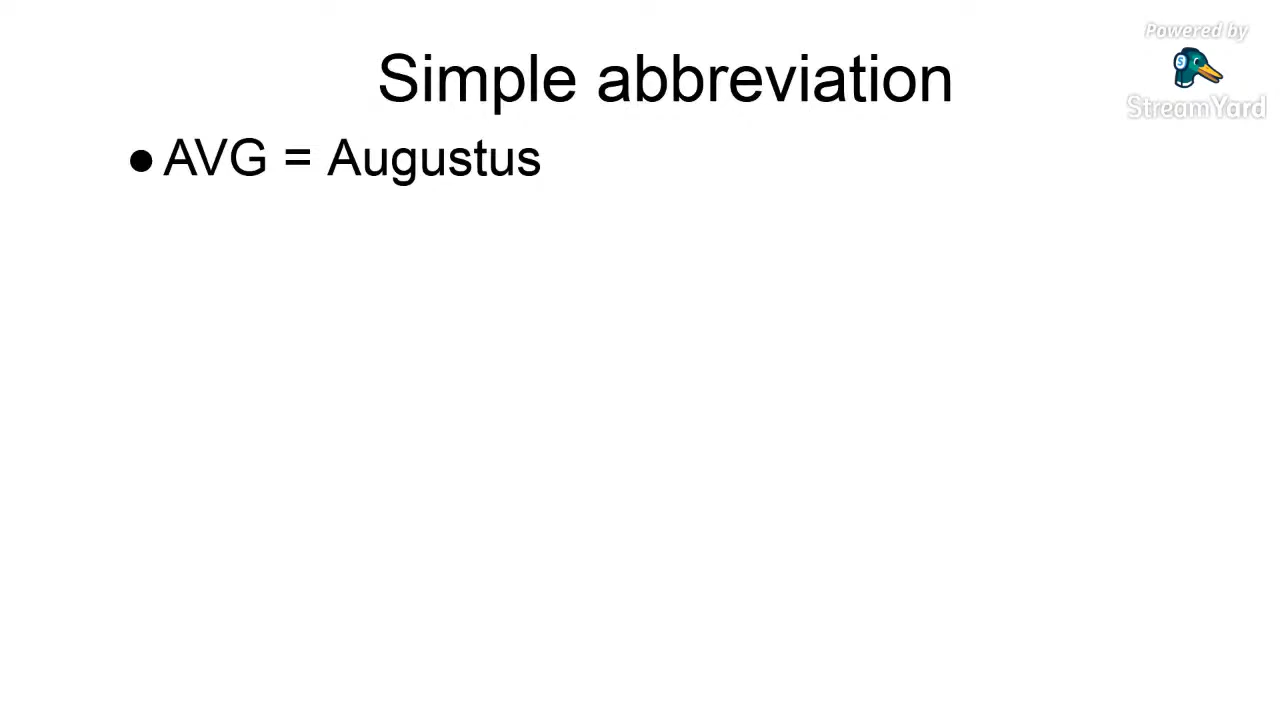 Powered by
Simple abbreviation
StreamYard
● AVG = Augustus